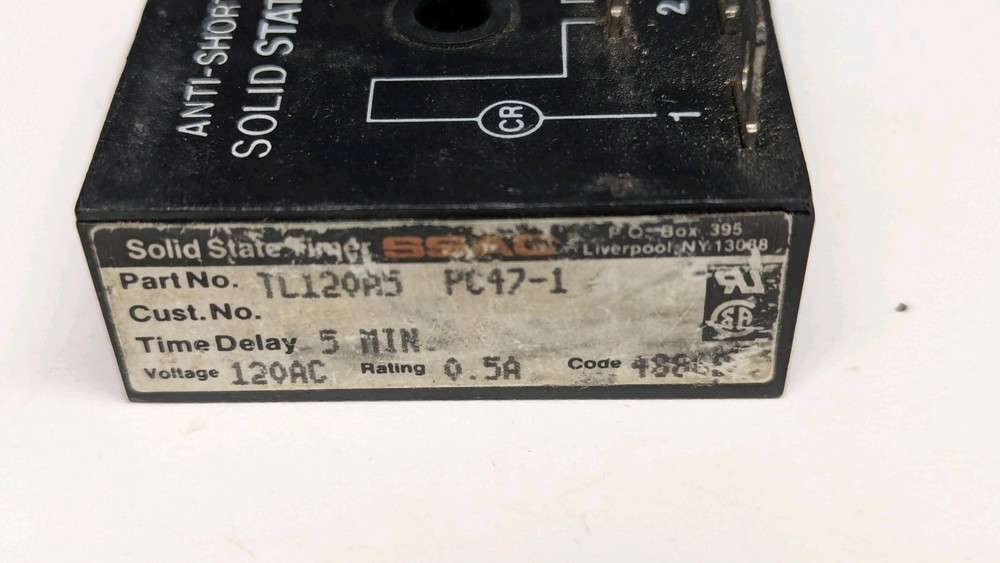 ANTI-SHORT
SOLID STAT
CR
1
2
Solid State Timer SSAC
P.O. Box 395
Liverpool, NY 13088
Part No. TL120A5 PC47-1
Cust. No.
Time Delay 5 MIN
Voltage 120AC Rating 0.5A Code